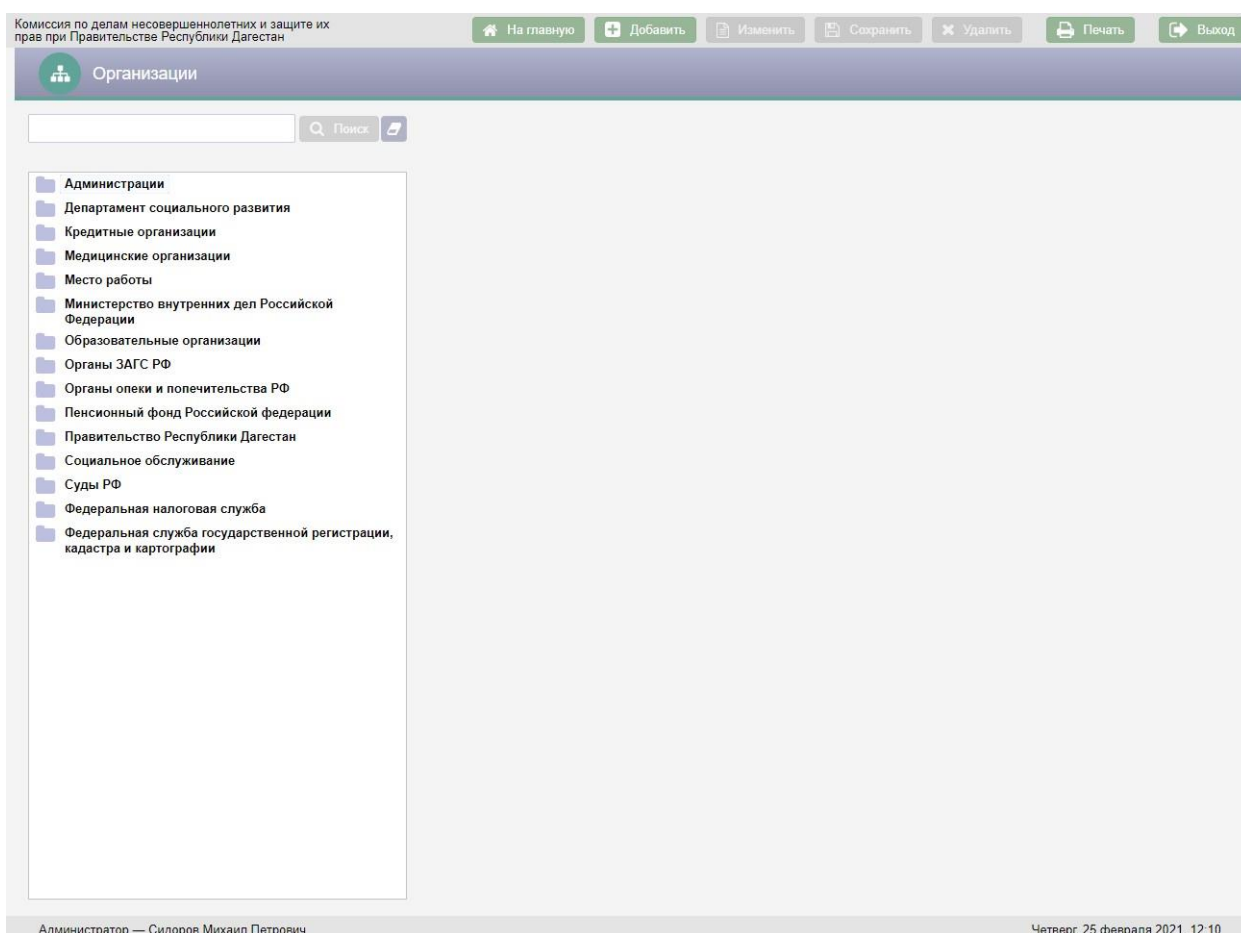 Комиссия по делам несовершеннолетних и защите их
прав при Правительстве Республики Дагестан
На главную
Добавить
Изменить
Сохранить
Удалить
Печать
Выход
Организации
Поиск
Администрации
Департамент социального развития
Кредитные организации
Медицинские организации
Место работы
Министерство внутренних дел Российской
Федерации
Образовательные организации
Органы ЗАГС РФ
Органы опеки и попечительства РФ
Пенсионный фонд Российской федерации
Правительство Республики Дагестан
Социальное обслуживание
Суды РФ
Федеральная налоговая служба
Федеральная служба государственной регистрации,
кадастра и картографии
Администратор — Сидоров Михаил Петрович
Четверг, 25 февраля 2021, 12:10